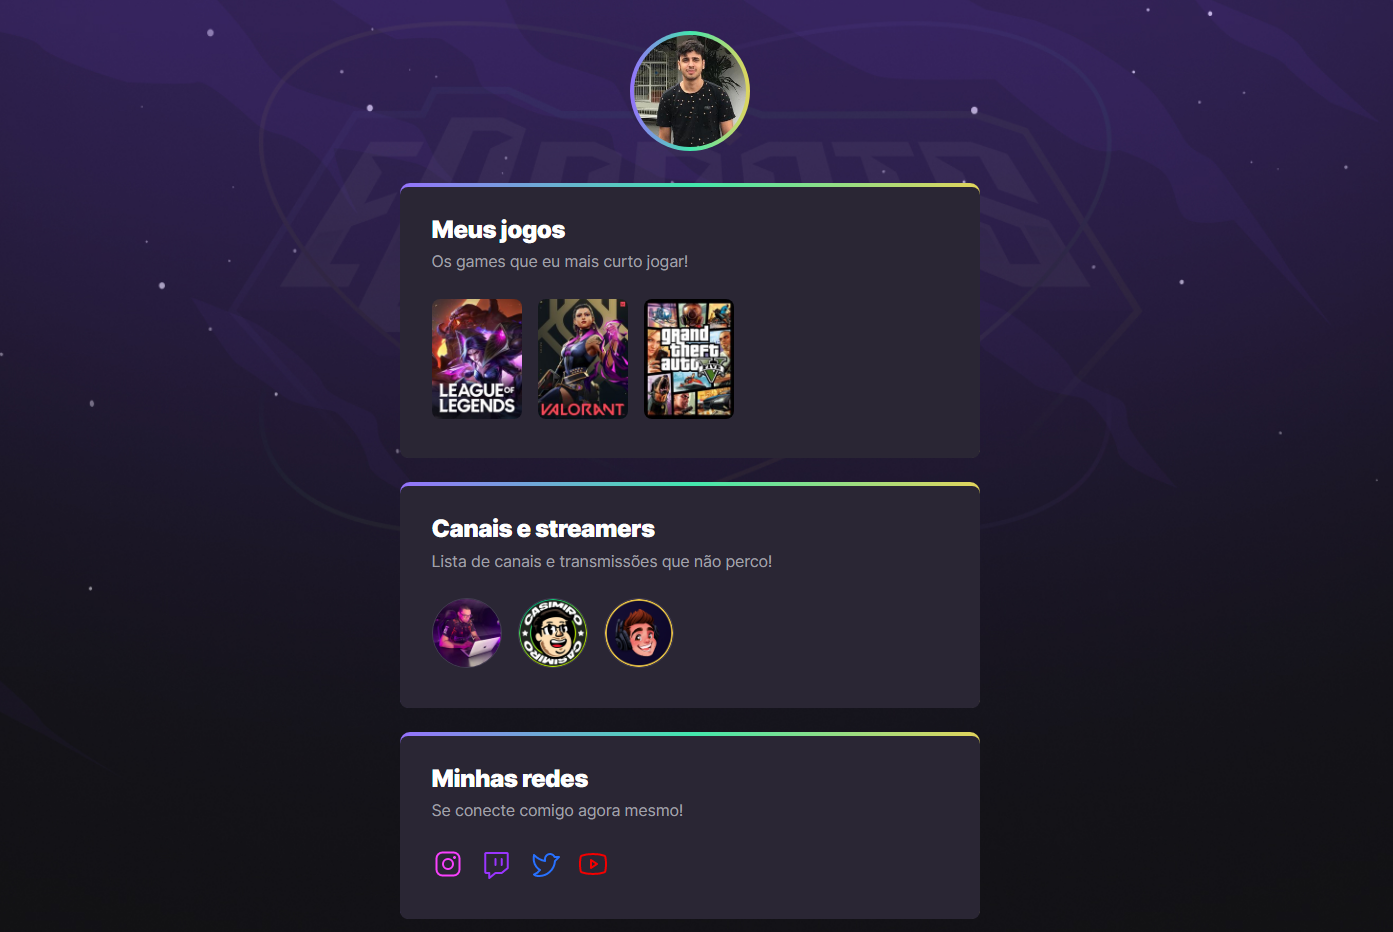 Meus jogos
Os games que eu mais curto jogar!
LEAGUE OF
LEGENDS
VALORANT
grand
theft
auto
FIVE
Canais e streamers
Lista de canais e transmissões que não perco!
CASIMIRO
CASIMIRO
Minhas redes
Se conecte comigo agora mesmo!